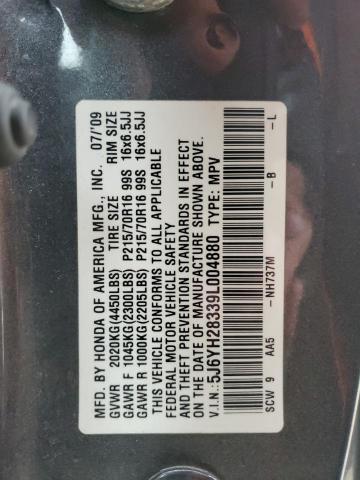 MFD. BY HONDA OF AMERICA MFG., INC. 07/'09
GVWR 2020KG(4450LBS) TIRE SIZE RIM SIZE
GAWR F 1045KG(2300LBS) P215/70R16 99S 16x6.5JJ
GAWR R 1000KG(2205LBS) P215/70R16 99S 16x6.5JJ
THIS VEHICLE CONFORMS TO ALL APPLICABLE
FEDERAL MOTOR VEHICLE SAFETY
AND THEFT PREVENTION STANDARDS IN EFFECT
ON THE DATE OF MANUFACTURE SHOWN ABOVE.
V.I.N.:5J6YH28339L004880 TYPE: MPV
SCW 9 AA5 -NH737M -B -L